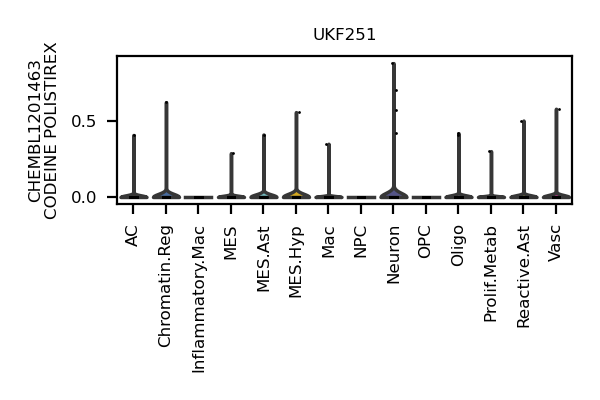 UKF251
CHEMBL1201463
CODEINE POLISTIREX
0.5
0.0
AC
Chromatin.Reg
Inflammatory.Mac
MES
MES.Ast
MES.Hyp
Mac
NPC
Neuron
OPC
Oligo
Prolif.Metab
Reactive.Ast
Vasc